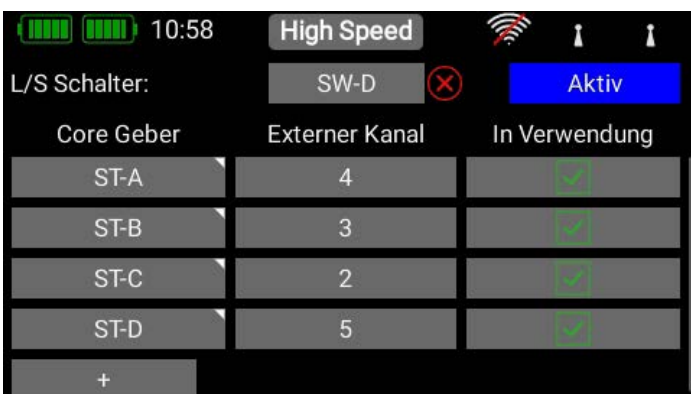 10:58 High Speed
L/S Schalter: SW-D Aktiv
Core Geber Externer Kanal In Verwendung
ST-A 4
ST-B 3
ST-C 2
ST-D 5
+